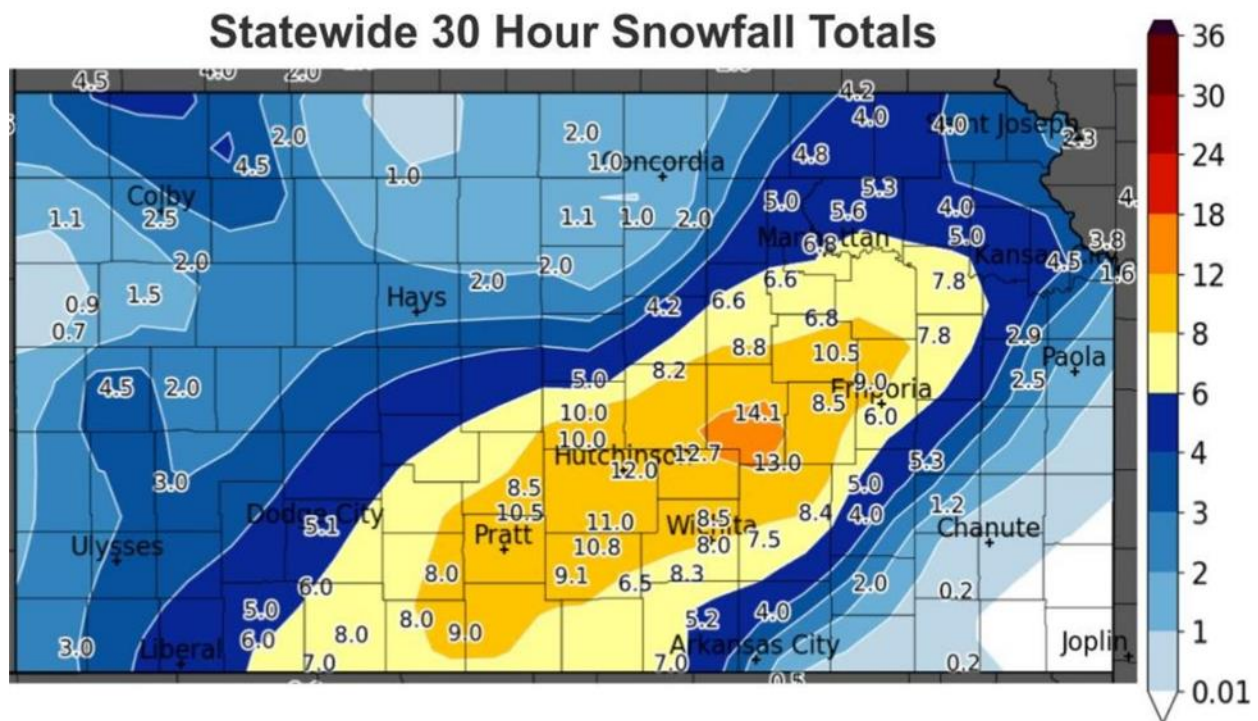 Statewide 30 Hour Snowfall Totals
4.5 4.0 2.0
36
4.2
4.0 4.0 Saint Joseph
30
2.0 2.0 2.3
4.5 1.0 Concordia 4.8
24
1.0
Colby 5.3
1.1 2.5 1.1 1.0 2.0 5.0 5.6 4.0
18
Manhattan 5.0 3.8
6.8 Kansas City
2.0 2.0 2.0 6.6 7.8 4.5 1.6
12
0.9 1.5 Hays 4.2 6.6
0.7 6.8 7.8 2.9
8
8.8 10.5 Paola
4.5 2.0 5.0 8.2 9.0 2.5
Emporia
6
10.0 14.1 8.5 6.0
10.0
Hutchinson 12.7 13.0 5.3
4
12.0
3.0 8.5 5.0
Dodge City 10.5 11.0 8.5 8.4 4.0 1.2
5.1 Pratt Wichita Chanute
3
Ulysses 10.8 8.0 7.5
8.0 9.1 6.5 8.3 2.0 0.2
2
6.0
5.0 8.0 5.2 4.0
6.0 8.0 9.0 Arkansas City Joplin
1
3.0 Liberal 7.0 7.0 0.2
0.5
0.01